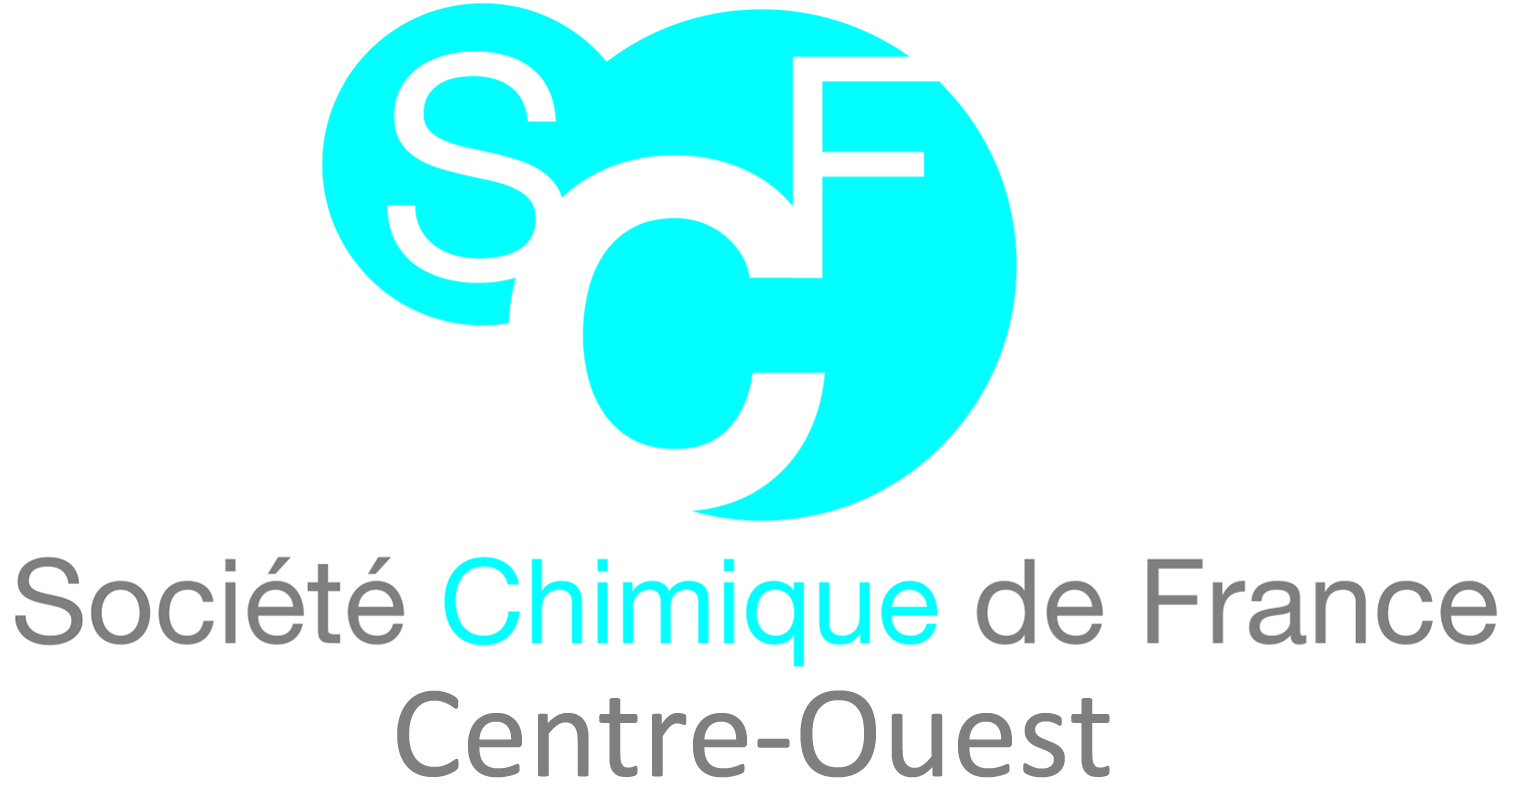 SCF
Société Chimique de France
Centre-Ouest